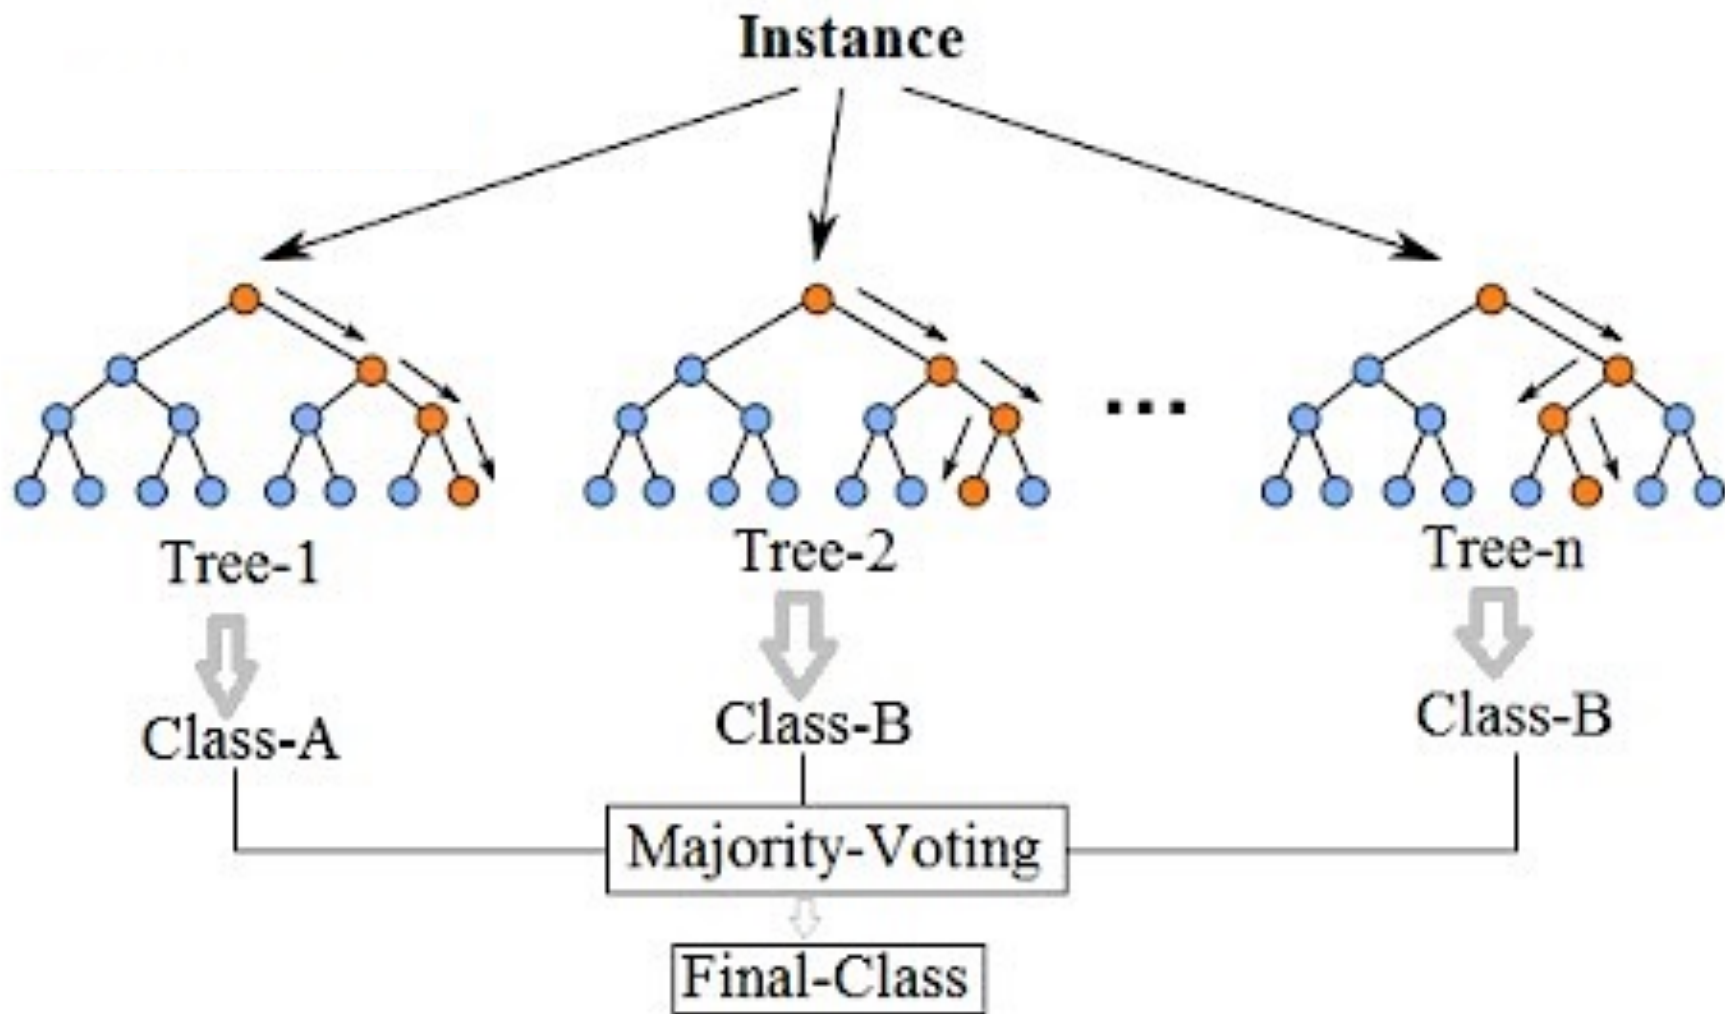 Instance
...
Tree-1
Tree-2
Tree-n
Class-A
Class-B
Class-B
Majority-Voting
Final-Class